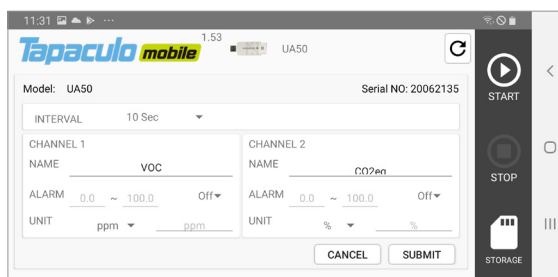 11:31
Tapaculo mobile 1.53 UA50
Model: UA50 Serial NO: 20062135
START
INTERVAL 10 Sec
CHANNEL 1 CHANNEL 2
NAME VOC NAME CO2eq
STOP
ALARM 0.0 ~ 100.0 Off ALARM 0.0 ~ 100.0 Off
UNIT ppm ppm UNIT % %
CANCEL SUBMIT
STORAGE